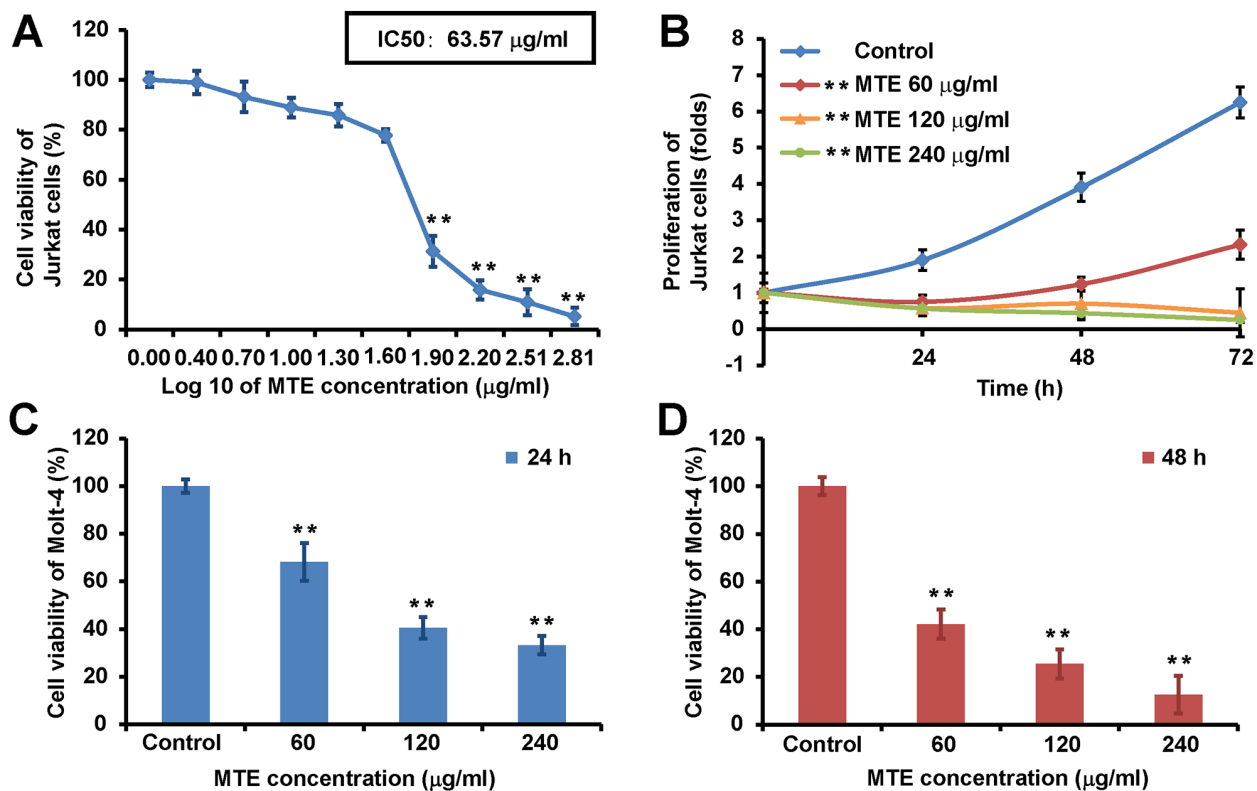 A
IC50: 63.57 μg/ml
120
100
80
60
40
20
0
Cell viability of
Jurkat cells (%)
**
**
**
**
0.00 0.40 0.70 1.00 1.30 1.60 1.90 2.20 2.51 2.81
Log 10 of MTE concentration (μg/ml)
B
8
7
6
5
4
3
2
1
0
-1
Proliferation of
Jurkat cells (folds)
Control
** MTE 60 μg/ml
** MTE 120 μg/ml
** MTE 240 μg/ml
24 48 72
Time (h)
C
120
100
80
60
40
20
0
Cell viability of Molt-4 (%)
24 h
**
**
**
Control 60 120 240
MTE concentration (μg/ml)
D
120
100
80
60
40
20
0
Cell viability of Molt-4 (%)
48 h
**
**
**
Control 60 120 240
MTE concentration (μg/ml)